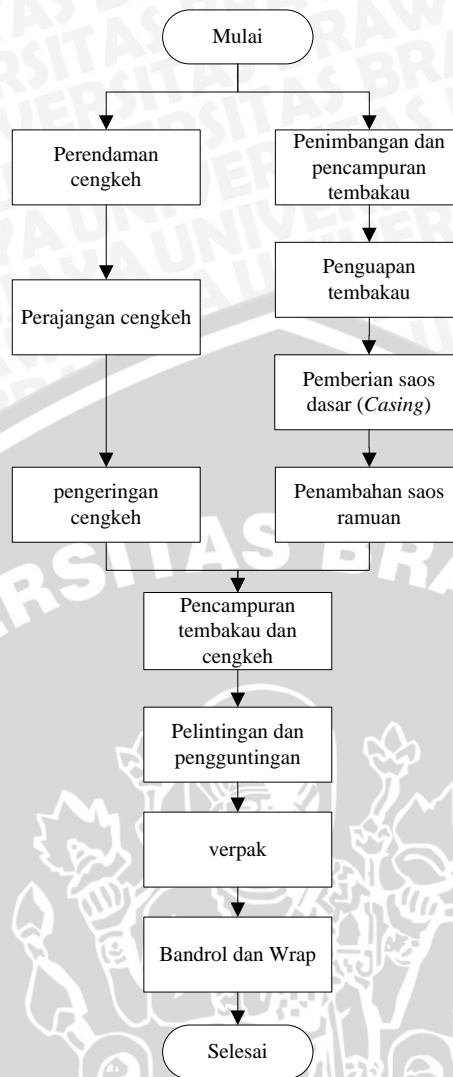 Mulai
Perendaman
cengkeh
Penimbangan dan
pencampuran
tembakau
Perajangan cengkeh
Penguapan
tembakau
Pemberian saos
dasar (Casing)
pengeringan
cengkeh
Penambahan saos
ramuan
Pencampuran
tembakau dan
cengkeh
Pelintingan dan
pengguntingan
verpak
Bandrol dan Wrap
Selesai